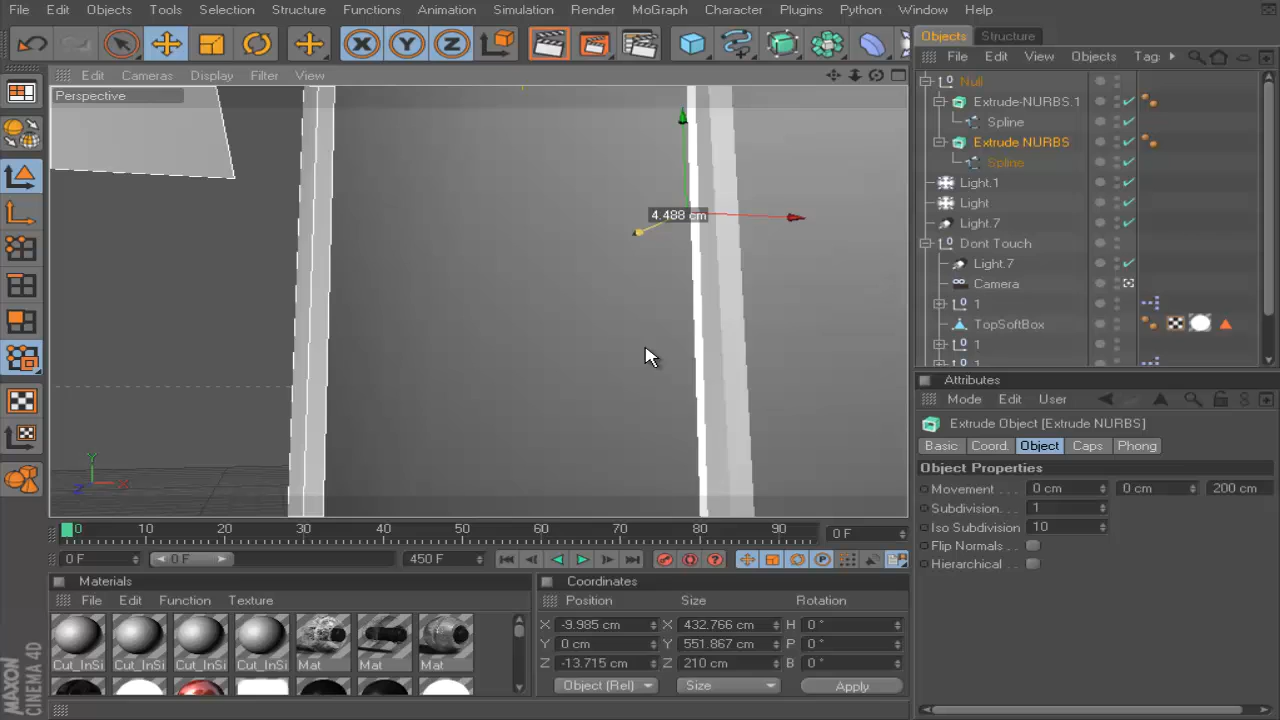 File Edit Objects Tools Selection Structure Functions Animation Simulation Render MoGraph Character Plugins Python Window Help
X Y Z
Objects Structure
File Edit View Objects Tag
Edit Cameras Display Filter View
Perspective
4.488 cm
Y
X
Z
Null
Extrude-NURBS.1
Spline
Extrude NURBS
Spline
Light.1
Light
Light.7
Dont Touch
Light.7
Camera
1
TopSoftBox
1
1
Attributes
Mode Edit User
Extrude Object [Extrude NURBS]
Basic Coord. Object Caps Phong
Object Properties
Movement . . . 0 cm 0 cm 200 cm
Subdivision. . 1
Iso Subdivision 10
Flip Normals . .
Hierarchical . .
0 10 20 30 40 50 60 70 80 90 0 F
0 F 0 F 450 F
Materials
File Edit Function Texture
Cut_InSi Cut_InSi Cut_InSi Cut_InSi Mat Mat Mat
Coordinates
Position Size Rotation
X -9.985 cm X 432.766 cm H 0 °
Y 0 cm Y 551.867 cm P 0 °
Z -13.715 cm Z 210 cm B 0 °
Object (Rel) Size Apply
MAXON
CINEMA 4D